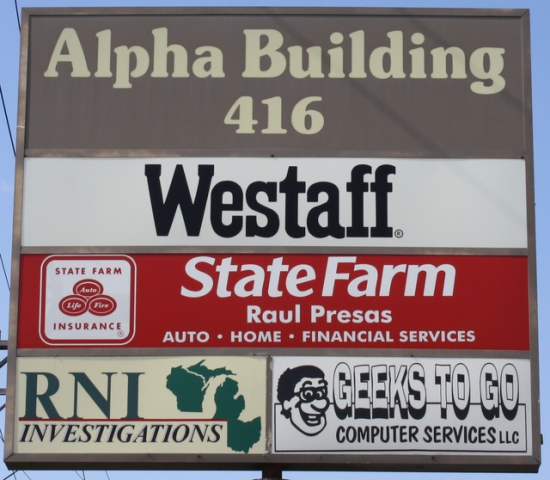 Alpha Building
416
Westaff®
STATE FARM
Auto
Life Fire
INSURANCE®
State Farm
Raul Presas
AUTO • HOME • FINANCIAL SERVICES
RNI
INVESTIGATIONS
GEEKS TO GO
COMPUTER SERVICES LLC